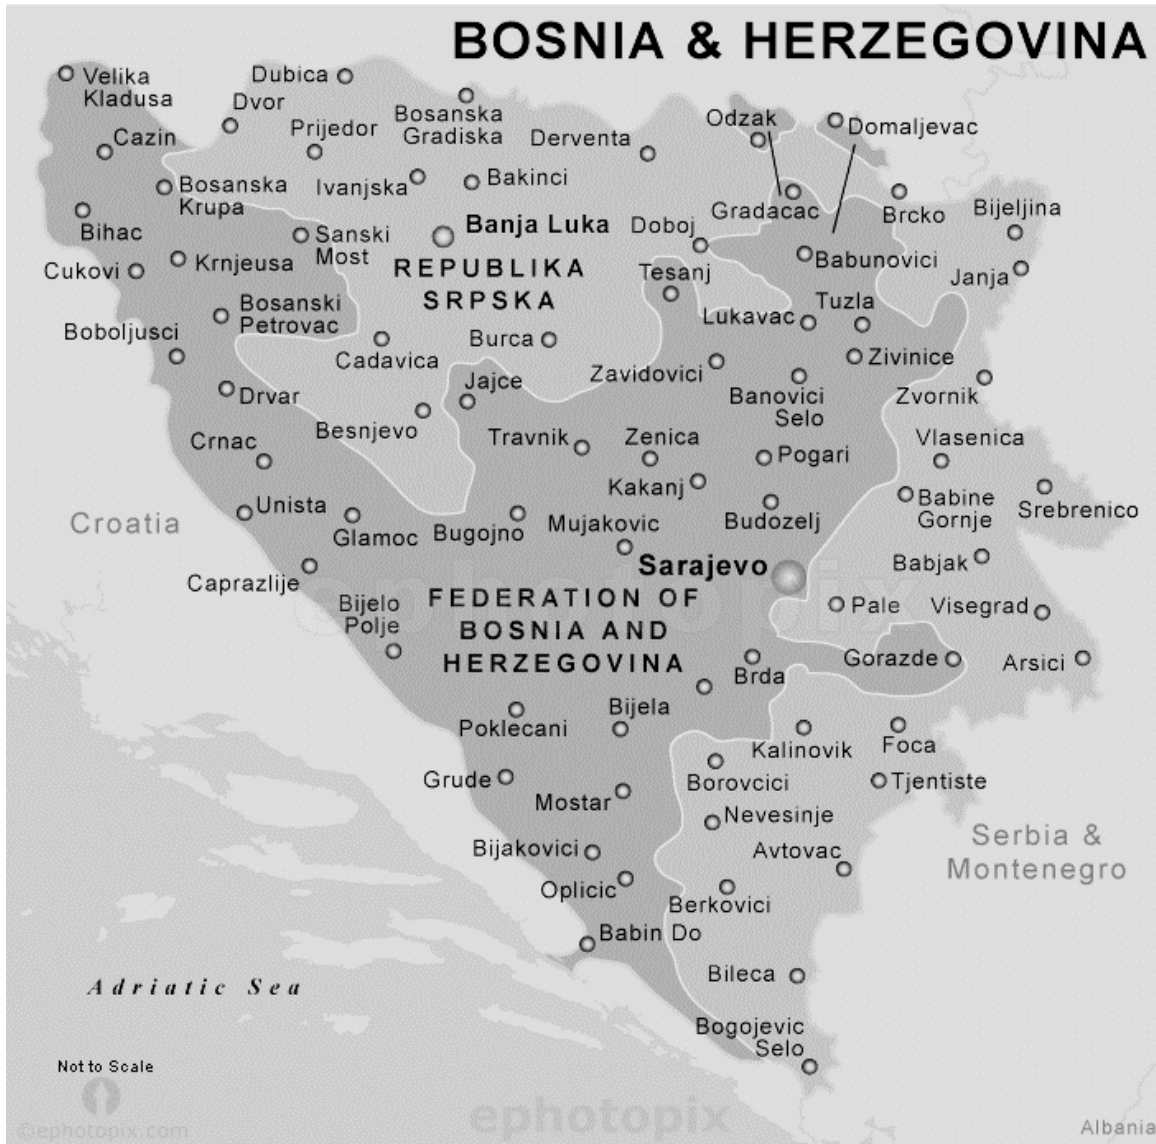 BOSNIA & HERZEGOVINA
Velika
Kladusa
Dubica
Dvor
Cazin
Prijedor
Bosanska
Gradiska
Derventa
Odzak
Domaljevac
Bosanska
Krupa
Ivanjska
Bakinci
Gradacac
Brcko
Bijeljina
Bihac
Sanski
Most
Banja Luka
Doboj
Cukovi
Krnjeusa
REPUBLIKA
SRPSKA
Tesanj
Babunovici
Janja
Bosanski
Petrovac
Lukavac
Tuzla
Boboljusci
Cadavica
Burca
Zavidovici
Zivinice
Drvar
Jajce
Banovici
Selo
Zvornik
Besnjevo
Crnac
Travnik
Zenica
Pogari
Vlasenica
Kakanj
Unista
Glamoc
Bugojno
Mujakovic
Budozelj
Babine
Gornje
Srebrenico
Croatia
Sarajevo
Babjak
Caprazlije
ephotopix
Bijelo
Polje
FEDERATION OF
BOSNIA AND
HERZEGOVINA
Pale
Visegrad
Brda
Gorazde
Arsici
Poklecani
Bijela
Kalinovik
Foca
Grude
Mostar
Borovcici
Tjentiste
Nevesinje
Serbia &
Montenegro
Bijakovici
Avtovac
Oplicic
Berkovici
Babin Do
Adriatic Sea
Bileca
Bogojevic
Selo
Not to Scale
ephotopix
©ephotopix.com
Albania